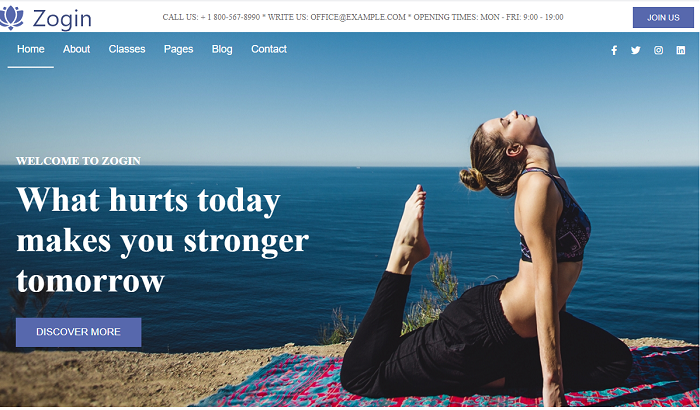 Zogin
CALL US: + 1 800-567-8990 * WRITE US: OFFICE@EXAMPLE.COM * OPENING TIMES: MON - FRI: 9:00 - 19:00
JOIN US
Home About Classes Pages Blog Contact
WELCOME TO ZOGIN
What hurts today
makes you stronger
tomorrow
DISCOVER MORE